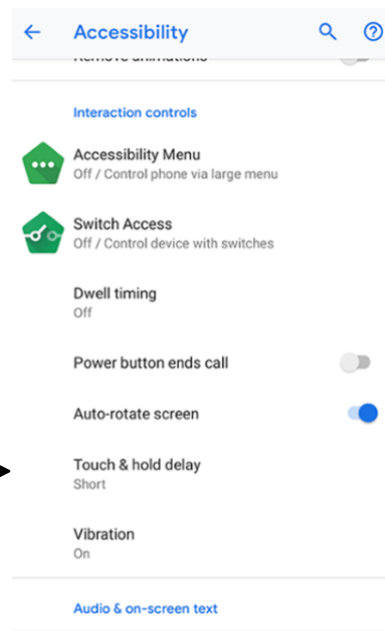 Accessibility
Remove animations
Interaction controls
Accessibility Menu
Off / Control phone via large menu
Switch Access
Off / Control device with switches
Dwell timing
Off
Power button ends call
Auto-rotate screen
Touch & hold delay
Short
Vibration
On
Audio & on-screen text